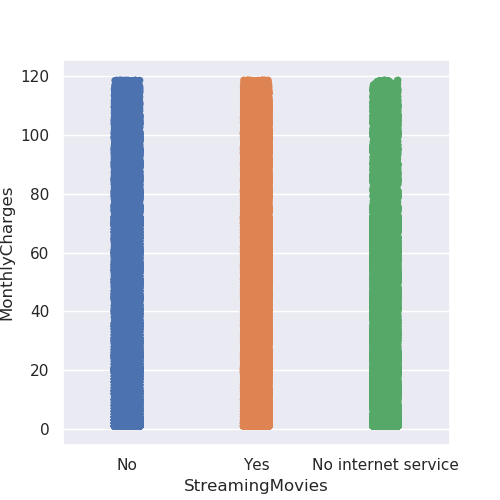 120
100
80
60
40
20
0
MonthlyCharges
No
Yes
No internet service
StreamingMovies